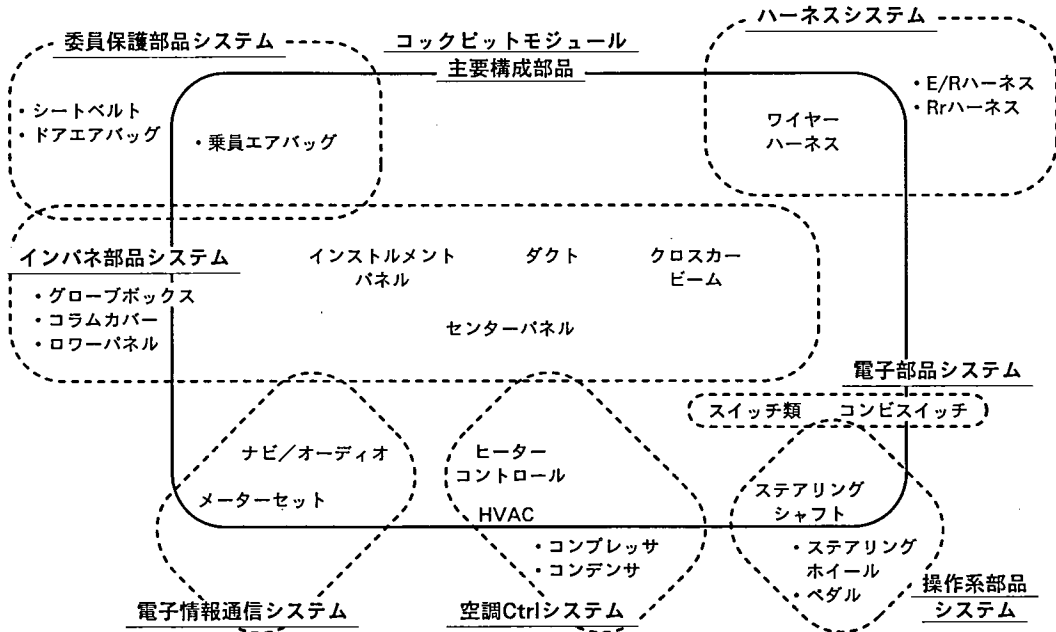 委員保護部品システム
コックピットモジュール
主要構成部品
ハーネスシステム
・シートベルト
・ドアエアバッグ
・乗員エアバッグ
ワイヤー
ハーネス
・E/Rハーネス
・Rrハーネス
インパネ部品システム
・グローブボックス
・コラムカバー
・ロワーパネル
インストルメント
パネル
ダクト
クロスカー
ビーム
センターパネル
電子部品システム
スイッチ類
コンビスイッチ
ナビ／オーディオ
メーターセット
電子情報通信システム
ヒーター
コントロール
HVAC
・コンプレッサ
・コンデンサ
空調Ctrlシステム
ステアリング
シャフト
・ステアリング
ホイール
・ペダル
操作系部品
システム